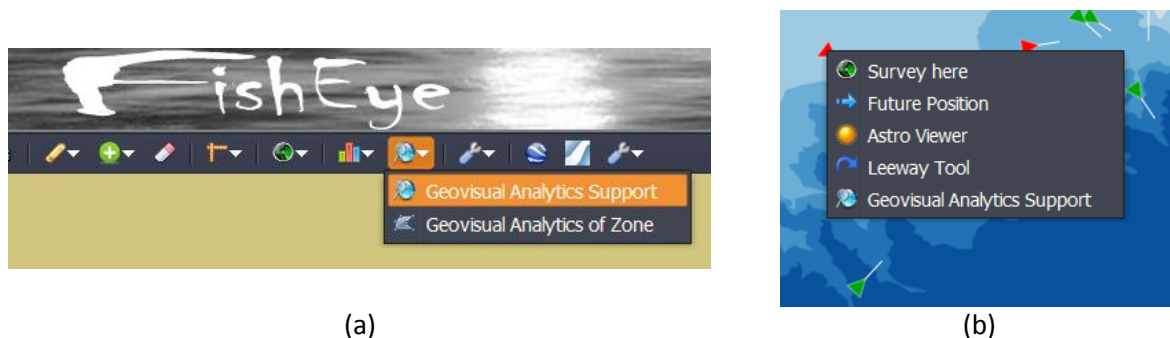 FishEye
Geovisual Analytics Support
Geovisual Analytics of Zone
(a)
Survey here
Future Position
Astro Viewer
Leeway Tool
Geovisual Analytics Support
(b)